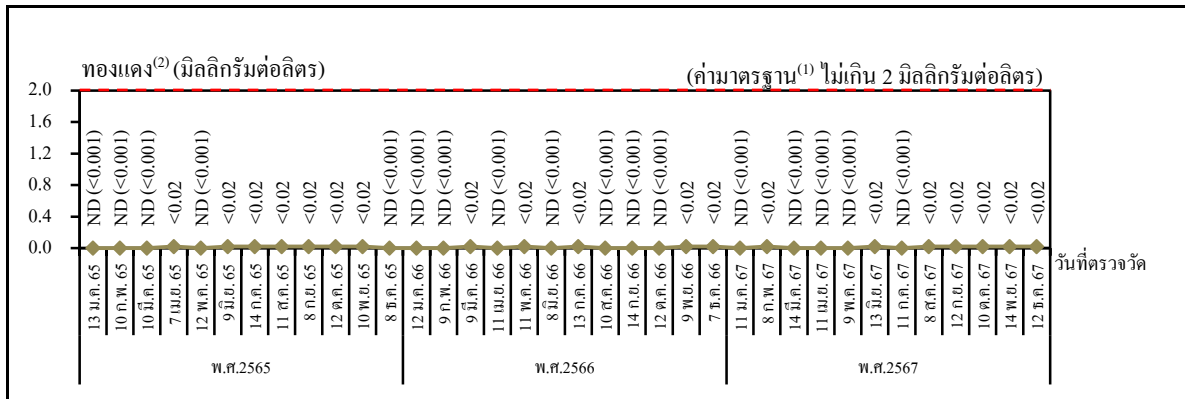 ทองแดง(2) (มิลลิกรัมต่อลิตร)
(ค่ามาตรฐาน(1) ไม่เกิน 2 มิลลิกรัมต่อลิตร)
2.0
1.6
1.2
0.8
0.4
0.0
ND (<0.001)
ND (<0.001)
ND (<0.001)
<0.02
ND (<0.001)
<0.02
<0.02
<0.02
<0.02
<0.02
<0.02
ND (<0.001)
ND (<0.001)
ND (<0.001)
<0.02
ND (<0.001)
<0.02
ND (<0.001)
<0.02
ND (<0.001)
ND (<0.001)
ND (<0.001)
<0.02
<0.02
ND (<0.001)
<0.02
ND (<0.001)
ND (<0.001)
ND (<0.001)
<0.02
ND (<0.001)
<0.02
<0.02
<0.02
<0.02
<0.02
วันที่ตรวจวัด
13 ม.ค. 65
10 ก.พ. 65
10 มี.ค. 65
7 เม.ย. 65
12 พ.ค. 65
9 มิ.ย. 65
14 ก.ค. 65
11 ส.ค. 65
8 ก.ย. 65
12 ต.ค. 65
10 พ.ย. 65
8 ธ.ค. 65
12 ม.ค. 66
9 ก.พ. 66
9 มี.ค. 66
11 เม.ย. 66
11 พ.ค. 66
8 มิ.ย. 66
13 ก.ค. 66
10 ส.ค. 66
14 ก.ย. 66
12 ต.ค. 66
9 พ.ย. 66
7 ธ.ค. 66
11 ม.ค. 67
8 ก.พ. 67
14 มี.ค. 67
11 เม.ย. 67
9 พ.ค. 67
13 มิ.ย. 67
11 ก.ค. 67
8 ส.ค. 67
12 ก.ย. 67
10 ต.ค. 67
14 พ.ย. 67
12 ธ.ค. 67
พ.ศ.2565
พ.ศ.2566
พ.ศ.2567